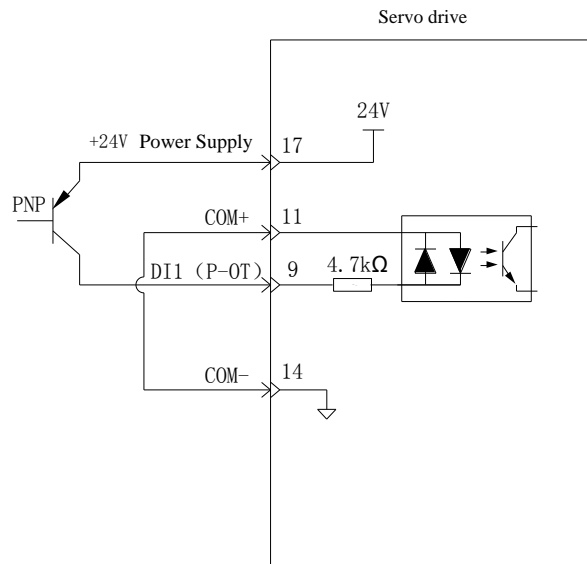 Servo drive
24V
+24V Power Supply
17
PNP
COM+
11
DI1 (P-OT)
9
4.7kΩ
COM-
14